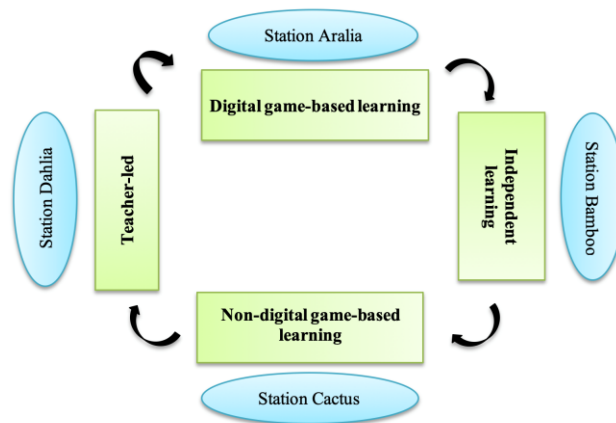 Station Aralia
Digital game-based learning
Station Dahlia
Teacher-led
Independent
learning
Station Bamboo
Non-digital game-based
learning
Station Cactus